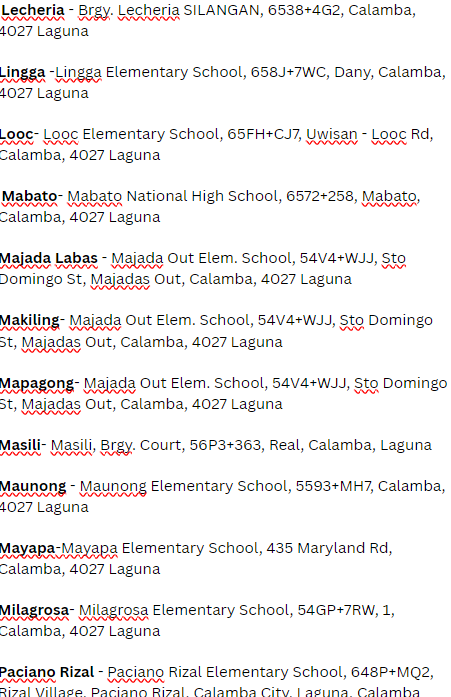 Lecheria - Brgy. Lecheria SILANGAN, 6538+4G2, Calamba,
4027 Laguna
Lingga -Lingga Elementary School, 658J+7WC, Dany, Calamba,
4027 Laguna
Looc- Looc Elementary School, 65FH+CJ7, Uwisan - Looc Rd,
Calamba, 4027 Laguna
Mabato- Mabato National High School, 6572+258, Mabato,
Calamba, 4027 Laguna
Majada Labas - Majada Out Elem. School, 54V4+WJJ, Sto
Domingo St, Majadas Out, Calamba, 4027 Laguna
Makiling- Majada Out Elem. School, 54V4+WJJ, Sto Domingo
St, Majadas Out, Calamba, 4027 Laguna
Mapagong- Majada Out Elem. School, 54V4+WJJ, Sto Domingo
St, Majadas Out, Calamba, 4027 Laguna
Masili- Masili, Brgy. Court, 56P3+363, Real, Calamba, Laguna
Maunong - Maunong Elementary School, 5593+MH7, Calamba,
4027 Laguna
Mayapa-Mayapa Elementary School, 435 Maryland Rd,
Calamba, 4027 Laguna
Milagrosa- Milagrosa Elementary School, 54GP+7RW, 1,
Calamba, 4027 Laguna
Paciano Rizal - Paciano Rizal Elementary School, 648P+MQ2,
Rizal Village, Paciano Rizal, Calamba City, Laguna, Calamba